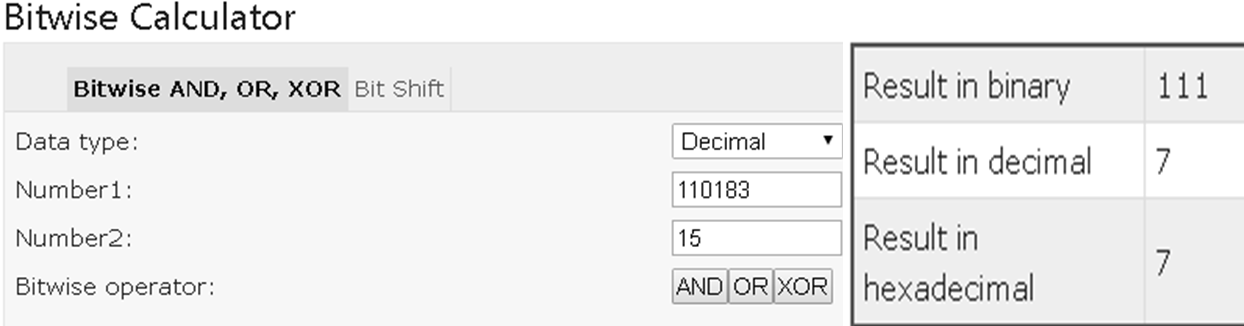 Bitwise Calculator
Bitwise AND, OR, XOR Bit Shift
Data type: Decimal
Number1: 110183
Number2: 15
Bitwise operator: AND OR XOR
Result in binary 111
Result in decimal 7
Result in
hexadecimal 7